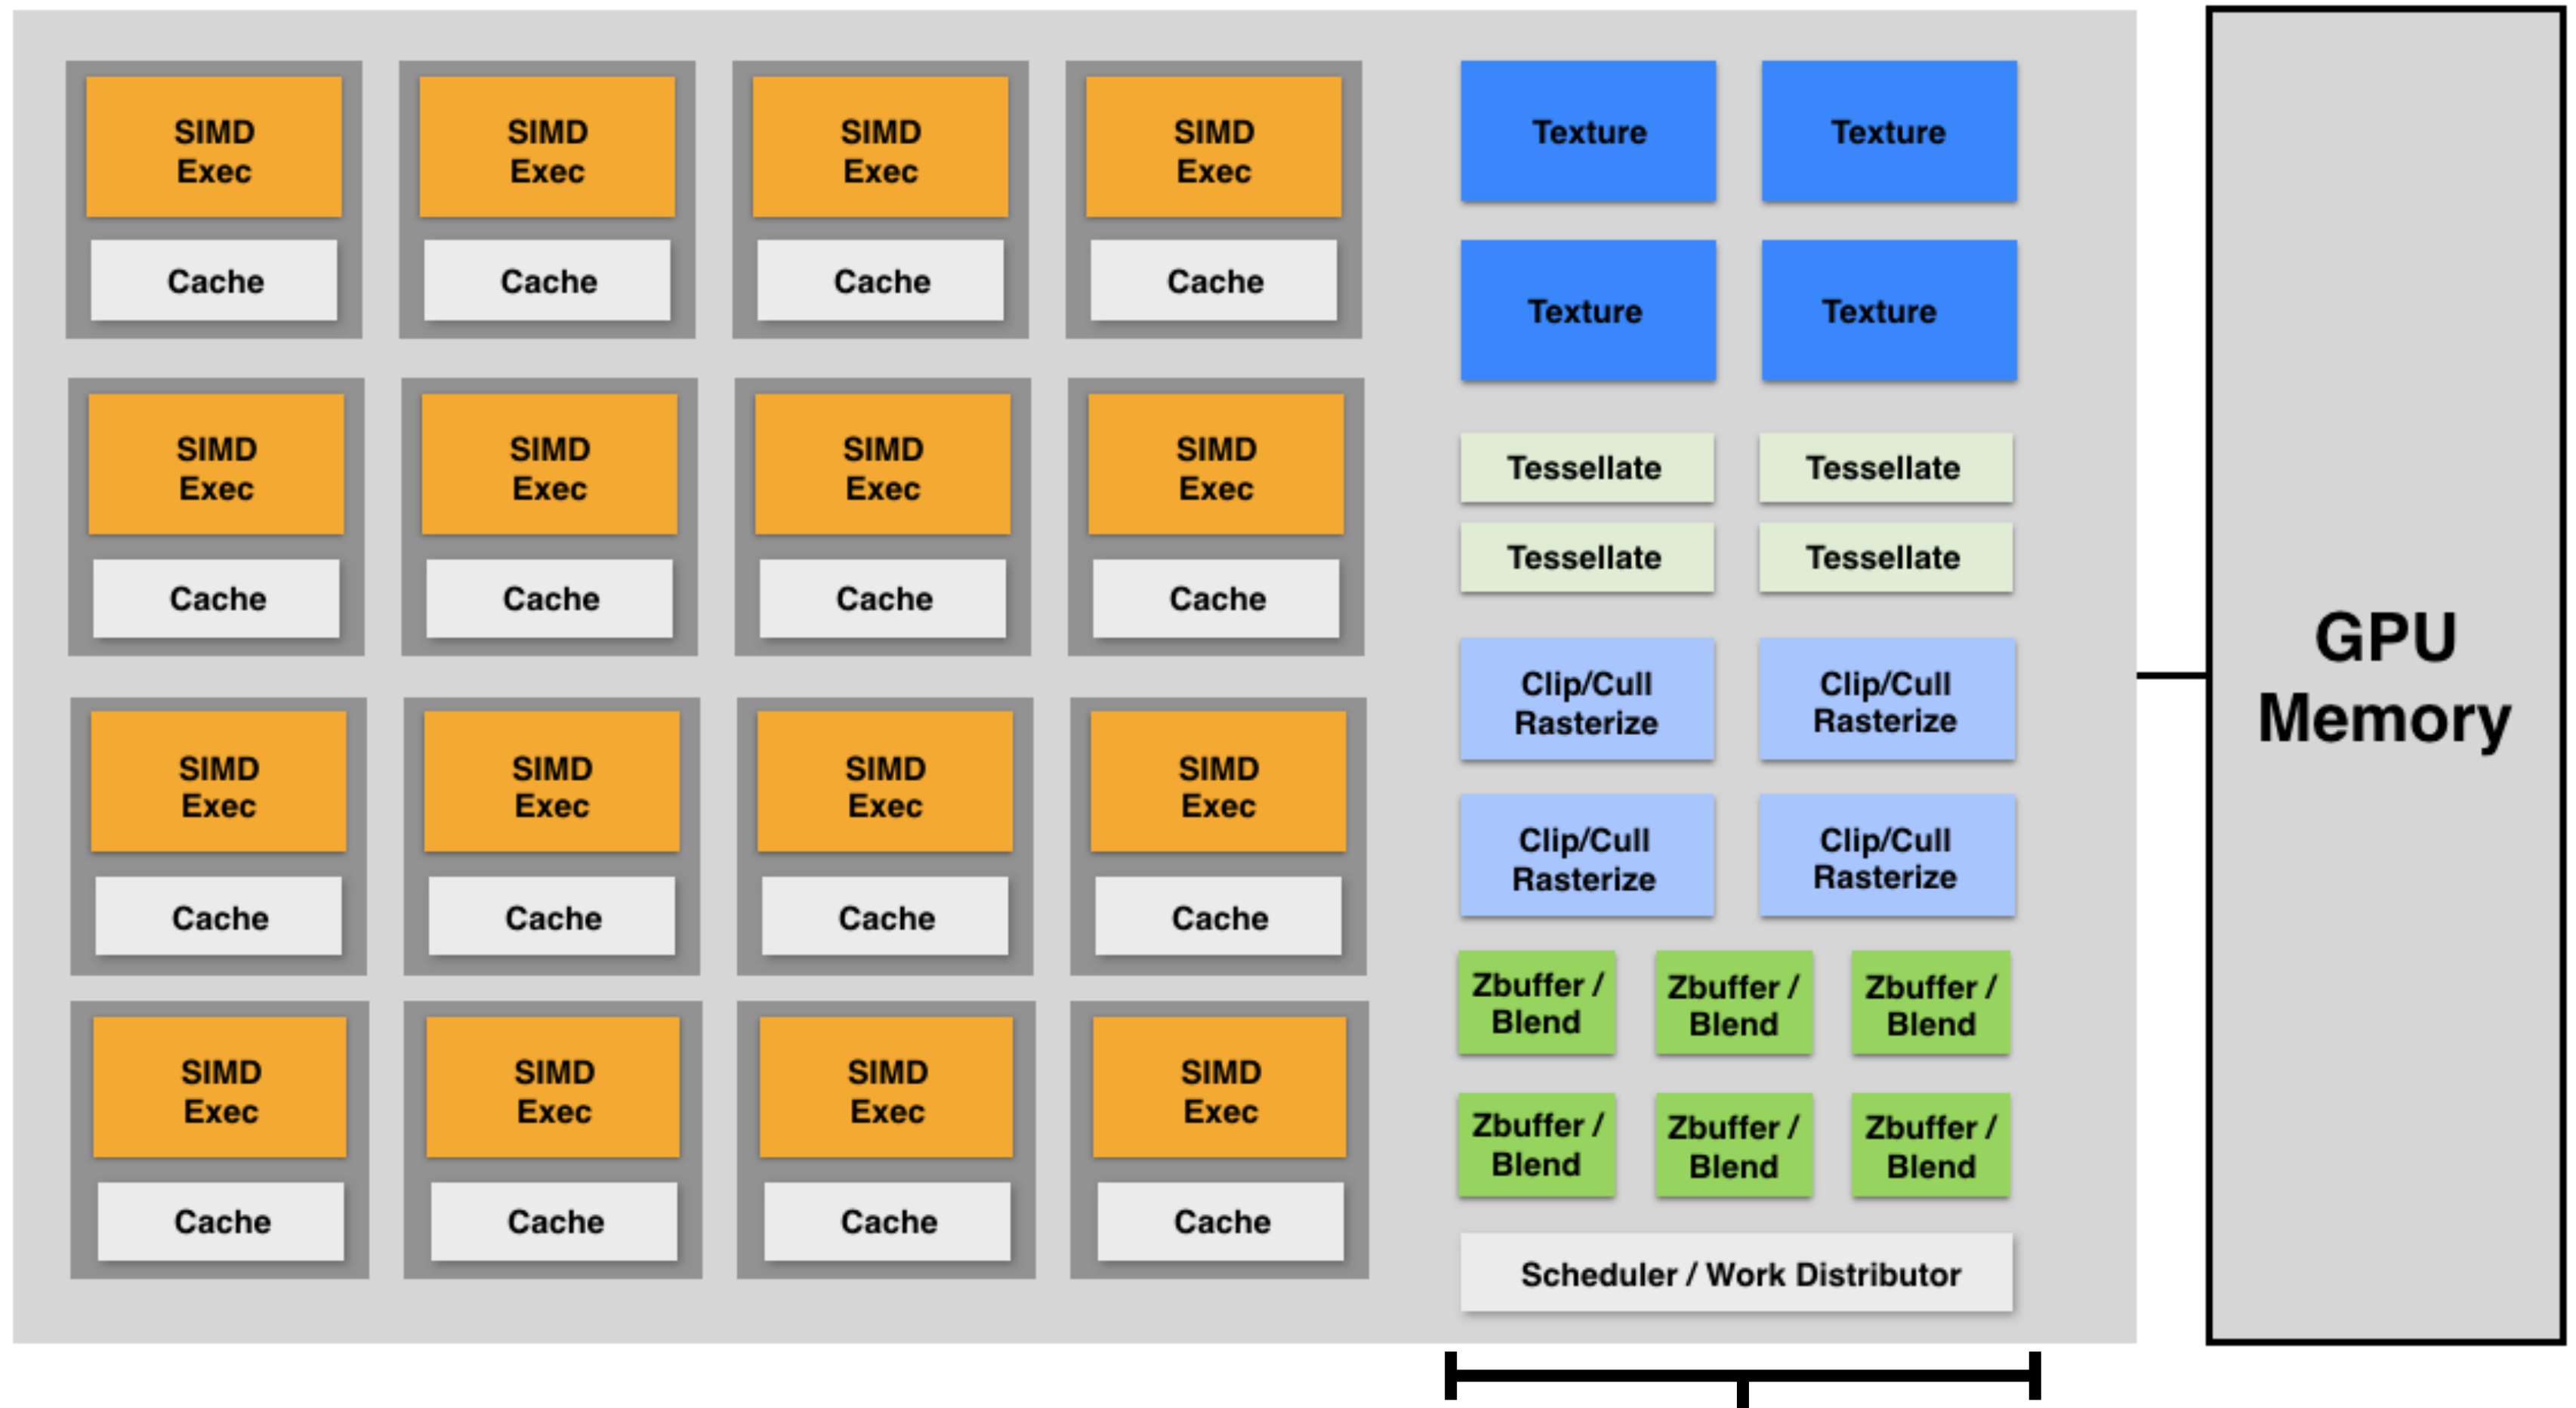 SIMD
Exec
SIMD
Exec
SIMD
Exec
SIMD
Exec
Cache
Cache
Cache
Cache
SIMD
Exec
SIMD
Exec
SIMD
Exec
SIMD
Exec
Cache
Cache
Cache
Cache
SIMD
Exec
SIMD
Exec
SIMD
Exec
SIMD
Exec
Cache
Cache
Cache
Cache
SIMD
Exec
SIMD
Exec
SIMD
Exec
SIMD
Exec
Cache
Cache
Cache
Cache
Texture
Texture
Texture
Texture
Tessellate
Tessellate
Tessellate
Tessellate
Clip/Cull
Rasterize
Clip/Cull
Rasterize
Clip/Cull
Rasterize
Clip/Cull
Rasterize
Zbuffer /
Blend
Zbuffer /
Blend
Zbuffer /
Blend
Zbuffer /
Blend
Zbuffer /
Blend
Zbuffer /
Blend
Scheduler / Work Distributor
GPU
Memory